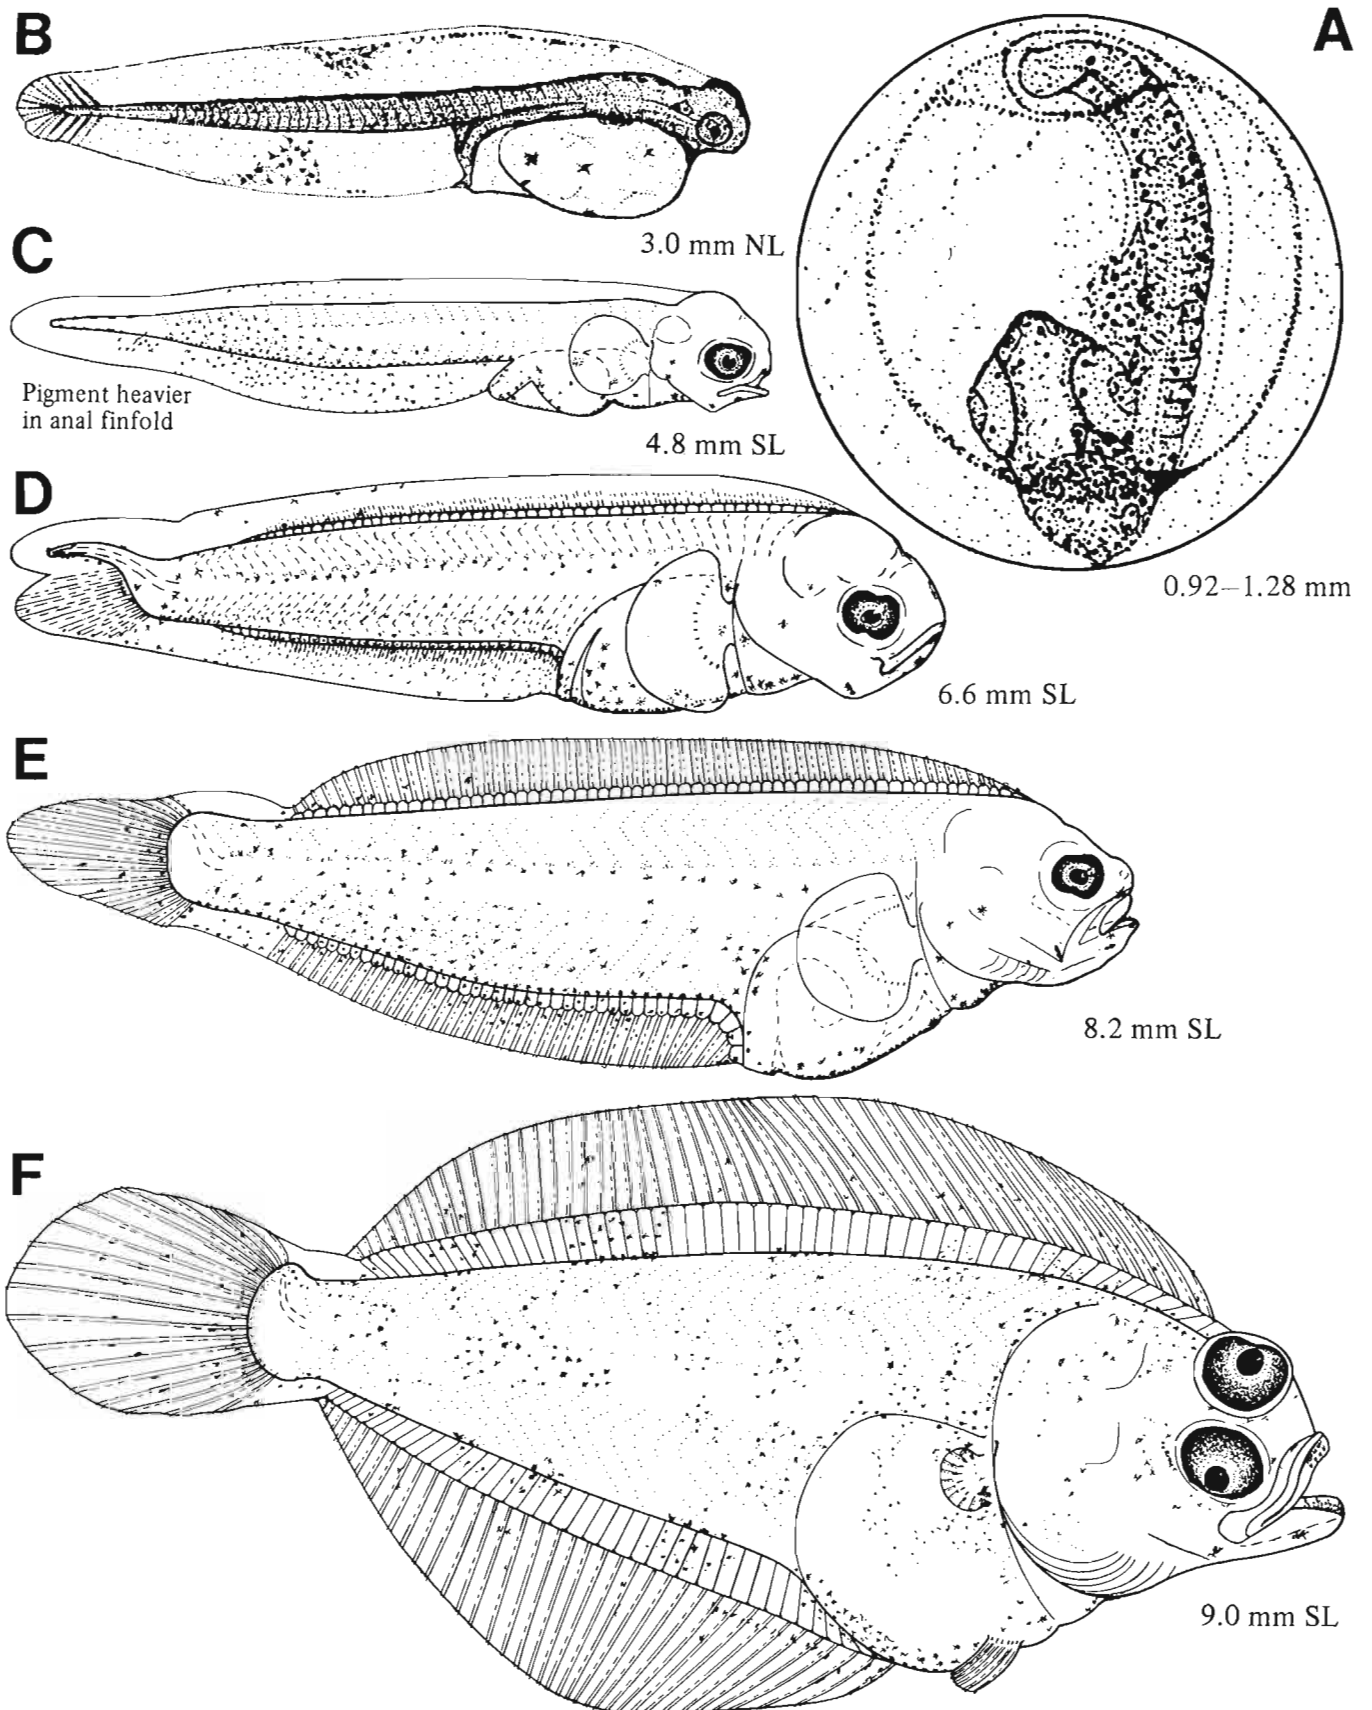 B
A
3.0 mm NL
C
Pigment heavier
in anal finfold
4.8 mm SL
D
0.92–1.28 mm
6.6 mm SL
E
8.2 mm SL
F
9.0 mm SL